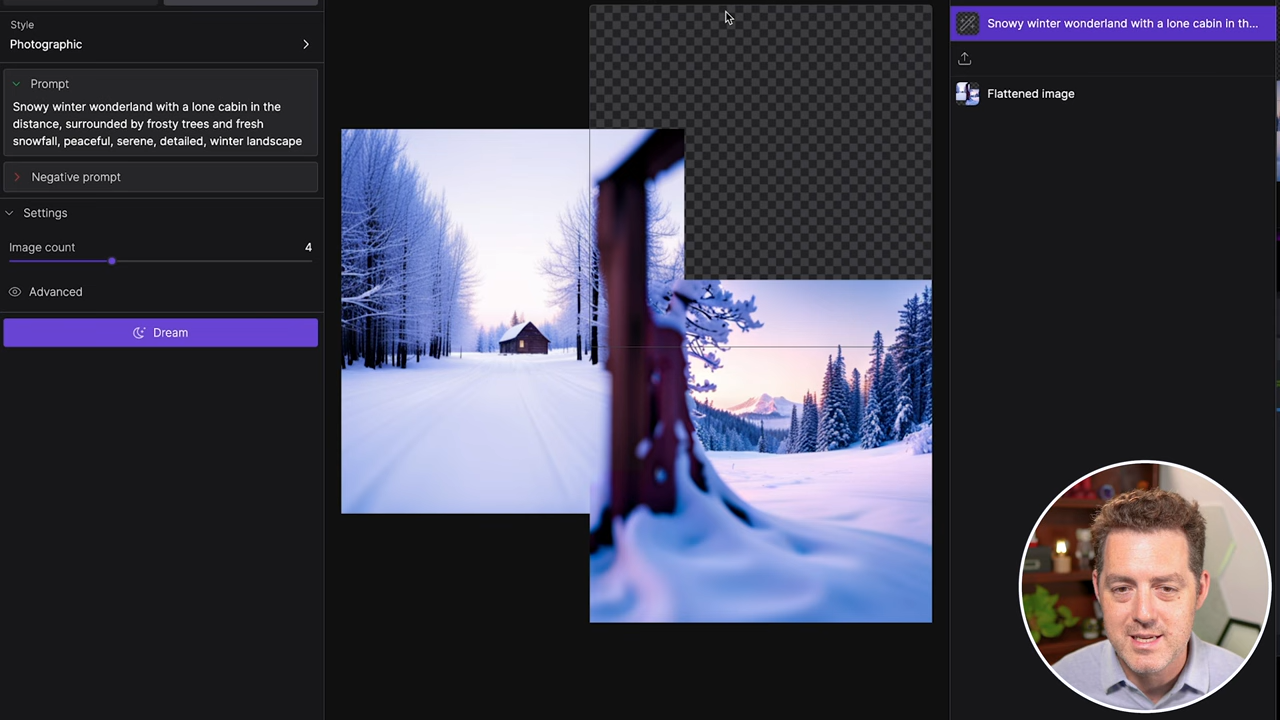 Style
Photographic
Prompt
Snowy winter wonderland with a lone cabin in the
distance, surrounded by frosty trees and fresh
snowfall, peaceful, serene, detailed, winter landscape
Negative prompt
Settings
Image count
4
Advanced
Dream
Snowy winter wonderland with a lone cabin in th...
Flattened image